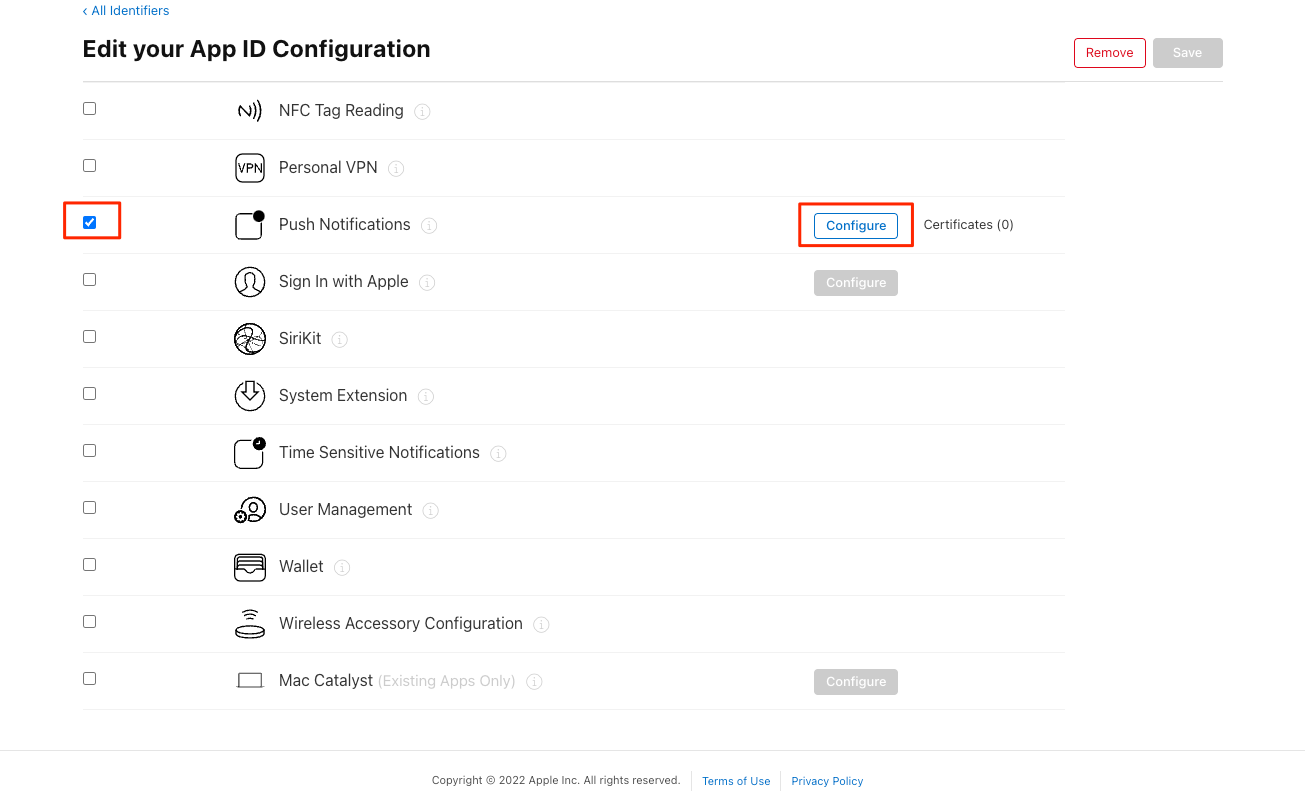 ‹ All Identifiers
Edit your App ID Configuration
Remove
Save
NFC Tag Reading
VPN
Personal VPN
Push Notifications
Configure
Certificates (0)
Sign In with Apple
Configure
SiriKit
System Extension
Time Sensitive Notifications
User Management
Wallet
Wireless Accessory Configuration
Mac Catalyst (Existing Apps Only)
Configure
Copyright © 2022 Apple Inc. All rights reserved.
Terms of Use
Privacy Policy